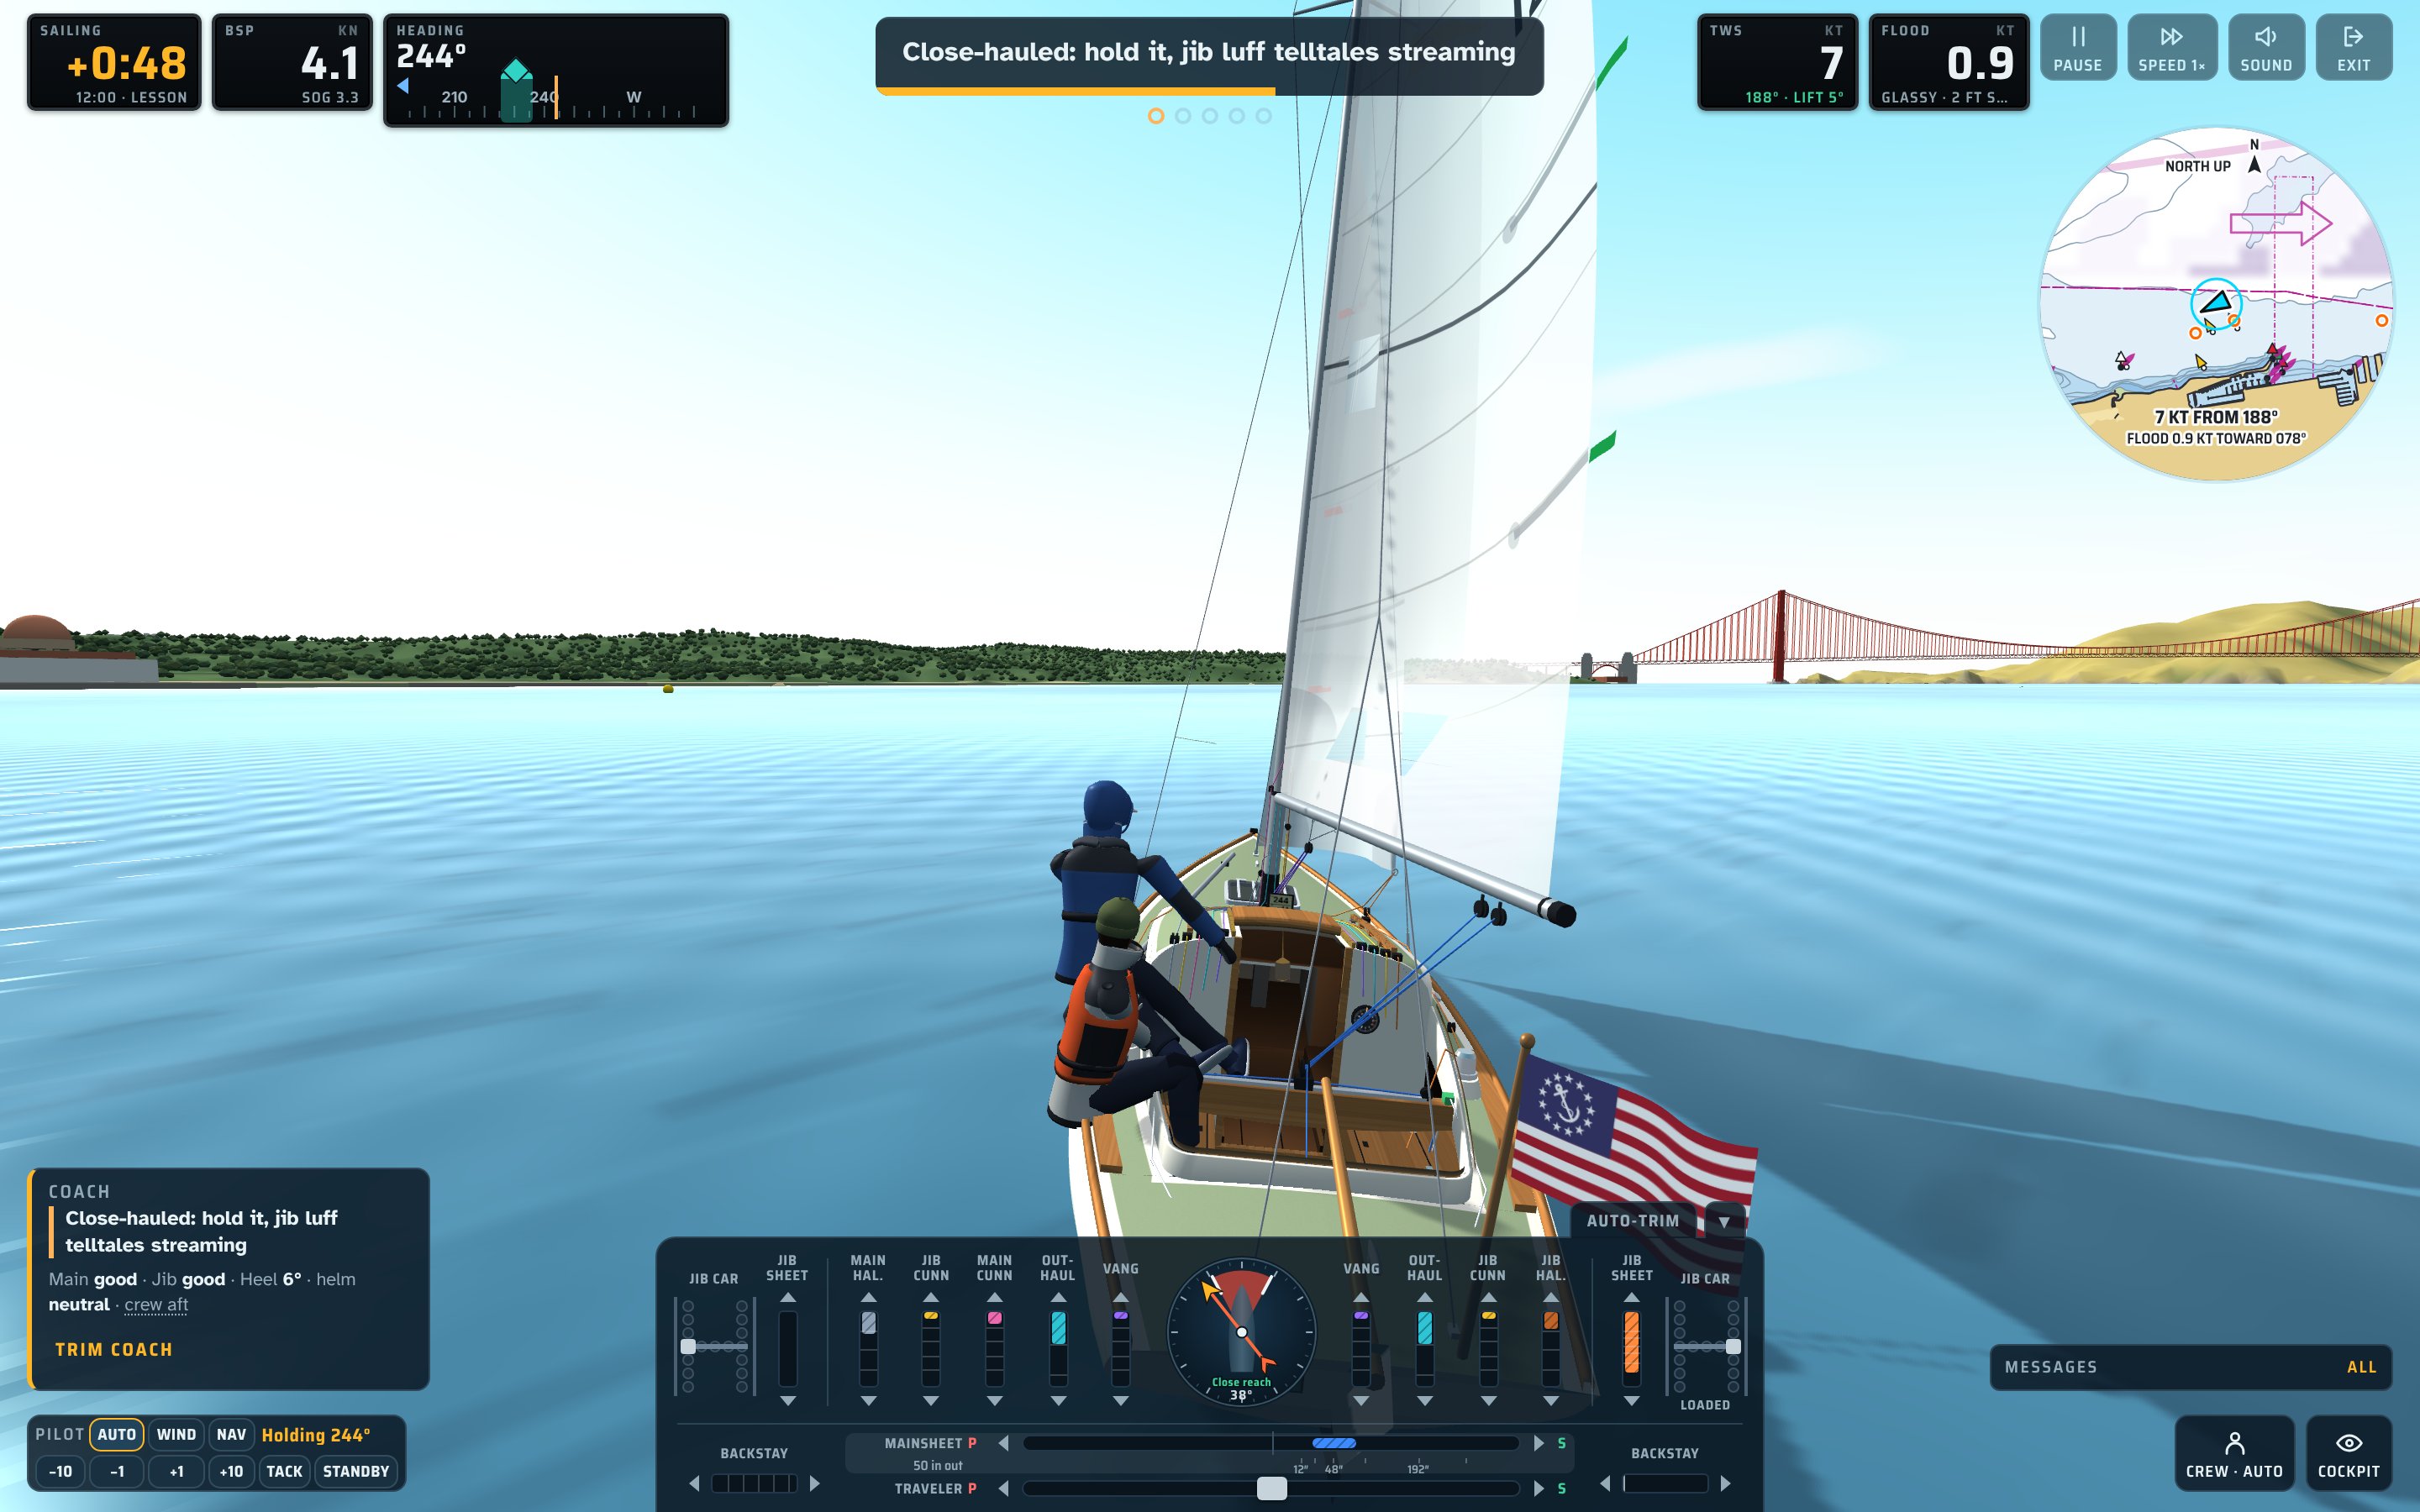 SAILING
+0:48
12:00 · LESSON
BSP KN
4.1
SOG 3.3
HEADING
244°
210 240 W
Close-hauled: hold it, jib luff telltales streaming
TWS KT
7
188° · LIFT 5°
FLOOD KT
0.9
GLASSY · 2 FT S...
PAUSE
SPEED 1×
SOUND
EXIT
N
NORTH UP
7 KT FROM 188°
FLOOD 0.9 KT TOWARD 078°
244
COACH
Close-hauled: hold it, jib luff
telltales streaming
Main good · Jib good · Heel 6° · helm
neutral · crew aft
TRIM COACH
PILOT AUTO WIND NAV Holding 244°
-10 -1 +1 +10 TACK STANDBY
AUTO-TRIM ▼
JIB CAR
JIB
SHEET
MAIN
HAL.
JIB
CUNN
MAIN
CUNN
OUT-
HAUL
VANG
Close reach
38°
VANG
OUT-
HAUL
JIB
CUNN
JIB
HAL.
JIB
SHEET
JIB CAR
LOADED
BACKSTAY
MAINSHEET P S
50 in out
12" 48" 192"
TRAVELER P S
BACKSTAY
MESSAGES ALL
CREW · AUTO
COCKPIT